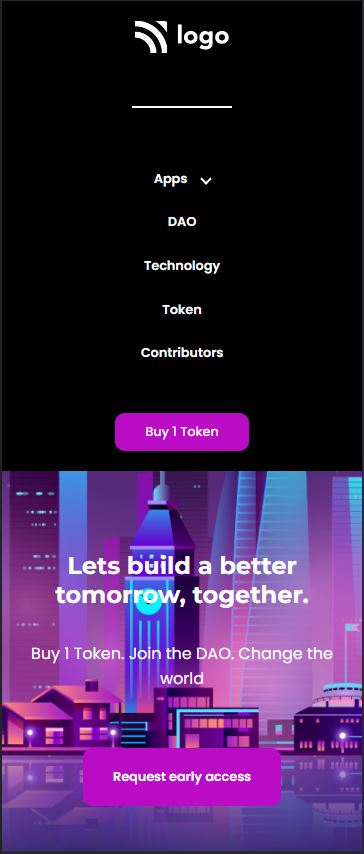 logo
Apps
DAO
Technology
Token
Contributors
Buy 1 Token
Lets build a better
tomorrow, together.
Buy 1 Token. Join the DAO. Change the
world
Request early access